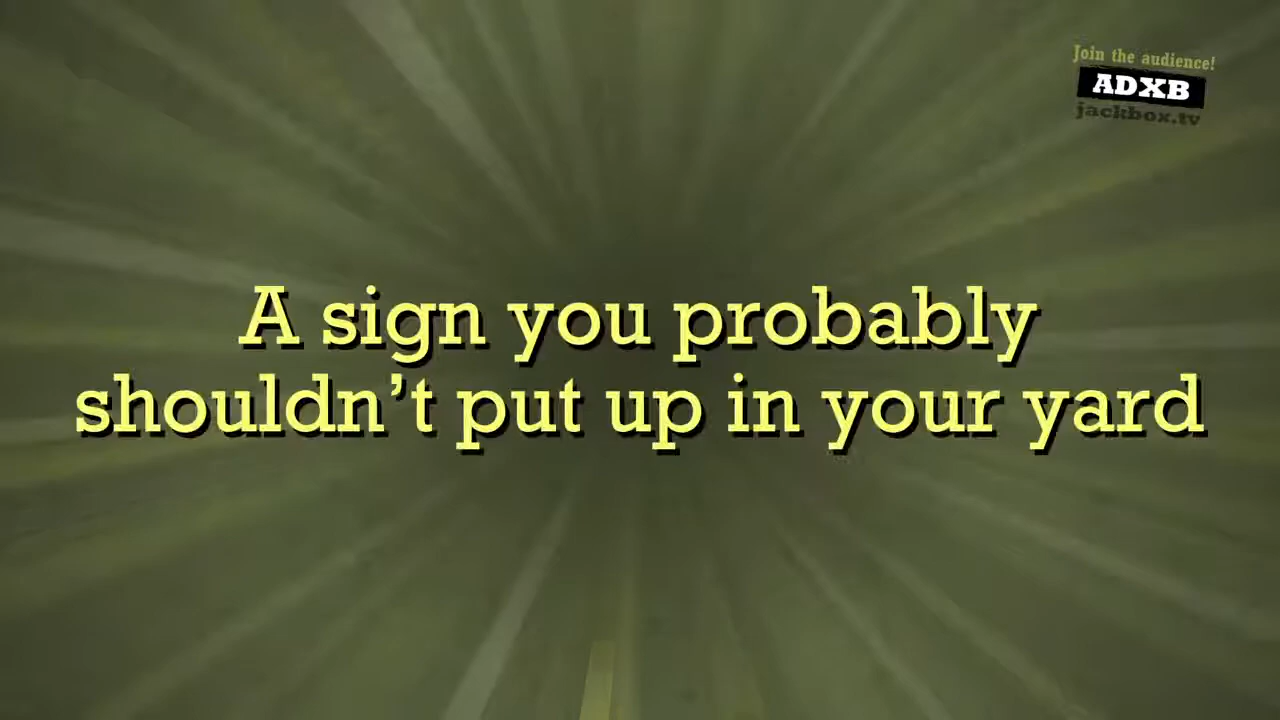 Join the audience!
ADXB
jackbox.tv
A sign you probably
shouldn't put up in your yard